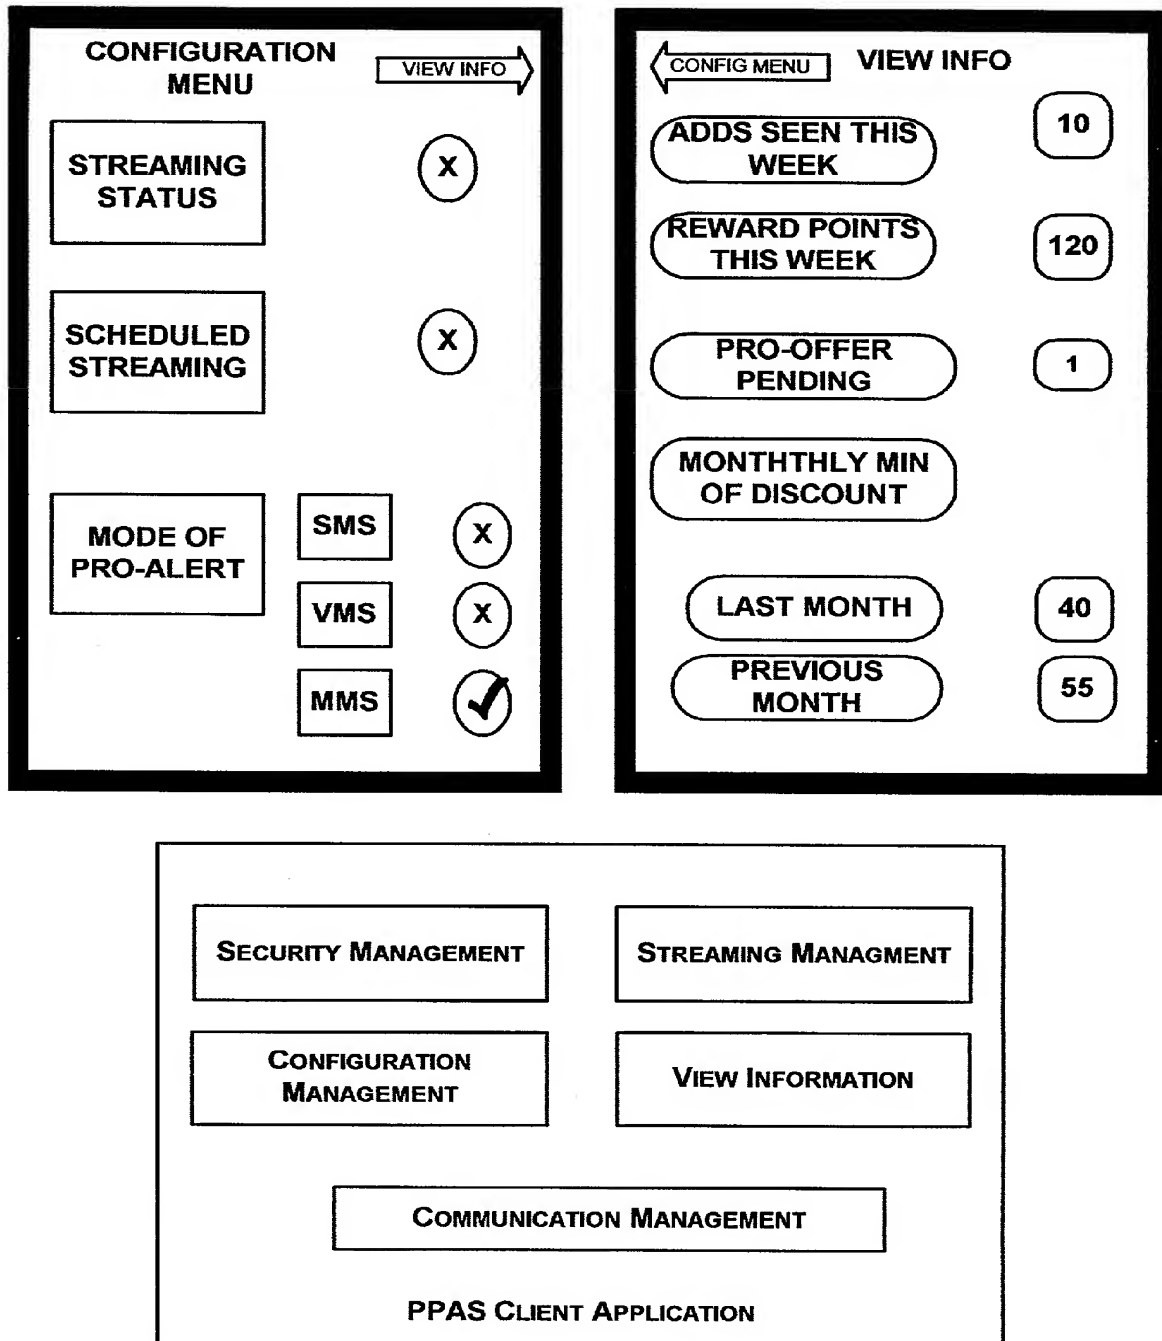 CONFIGURATION
MENU
VIEW INFO
STREAMING
STATUS
X
SCHEDULED
STREAMING
X
MODE OF
PRO-ALERT
SMS
X
VMS
X
MMS
CONFIG MENU
VIEW INFO
ADDS SEEN THIS
WEEK
10
REWARD POINTS
THIS WEEK
120
PRO-OFFER
PENDING
1
MONTHTHLY MIN
OF DISCOUNT
LAST MONTH
40
PREVIOUS
MONTH
55
SECURITY MANAGEMENT
STREAMING MANAGMENT
CONFIGURATION
MANAGEMENT
VIEW INFORMATION
COMMUNICATION MANAGEMENT
PPAS CLIENT APPLICATION